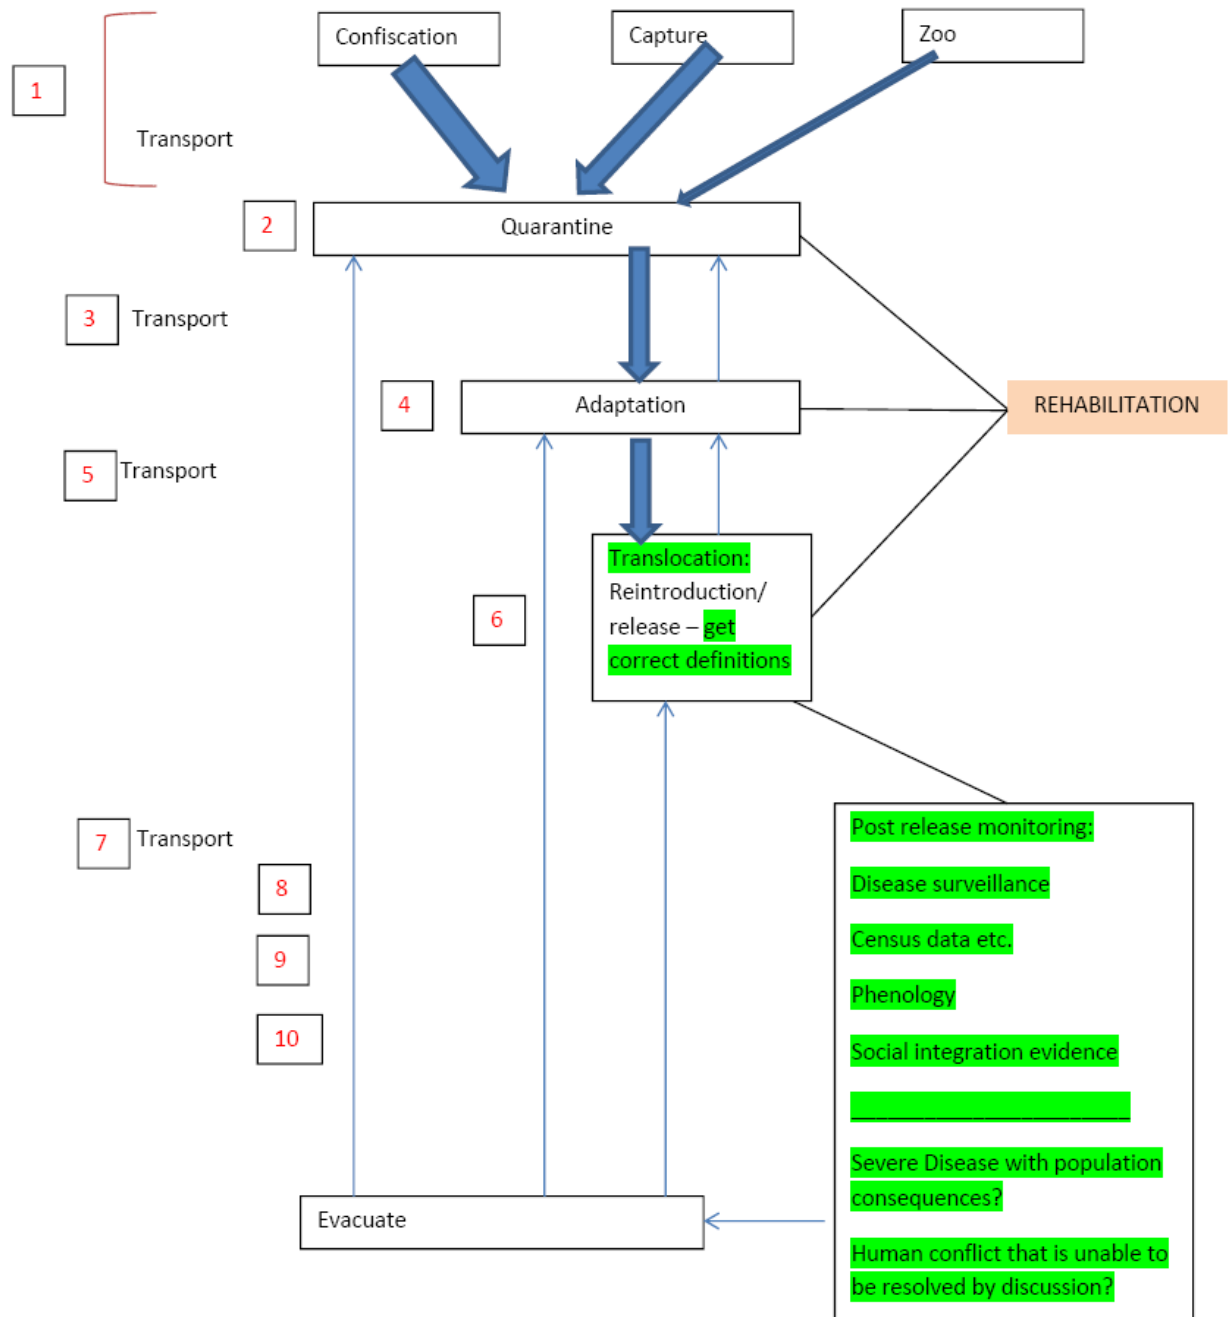 Confiscation
Capture
Zoo
1
Transport
2
Quarantine
3
Transport
4
Adaptation
REHABILITATION
5
Transport
Translocation:
Reintroduction/
release – get
correct definitions
6
7
Transport
8
9
10
Post release monitoring:
Disease surveillance
Census data etc.
Phenology
Social integration evidence
Severe Disease with population
consequences?
Human conflict that is unable to
be resolved by discussion?
Evacuate